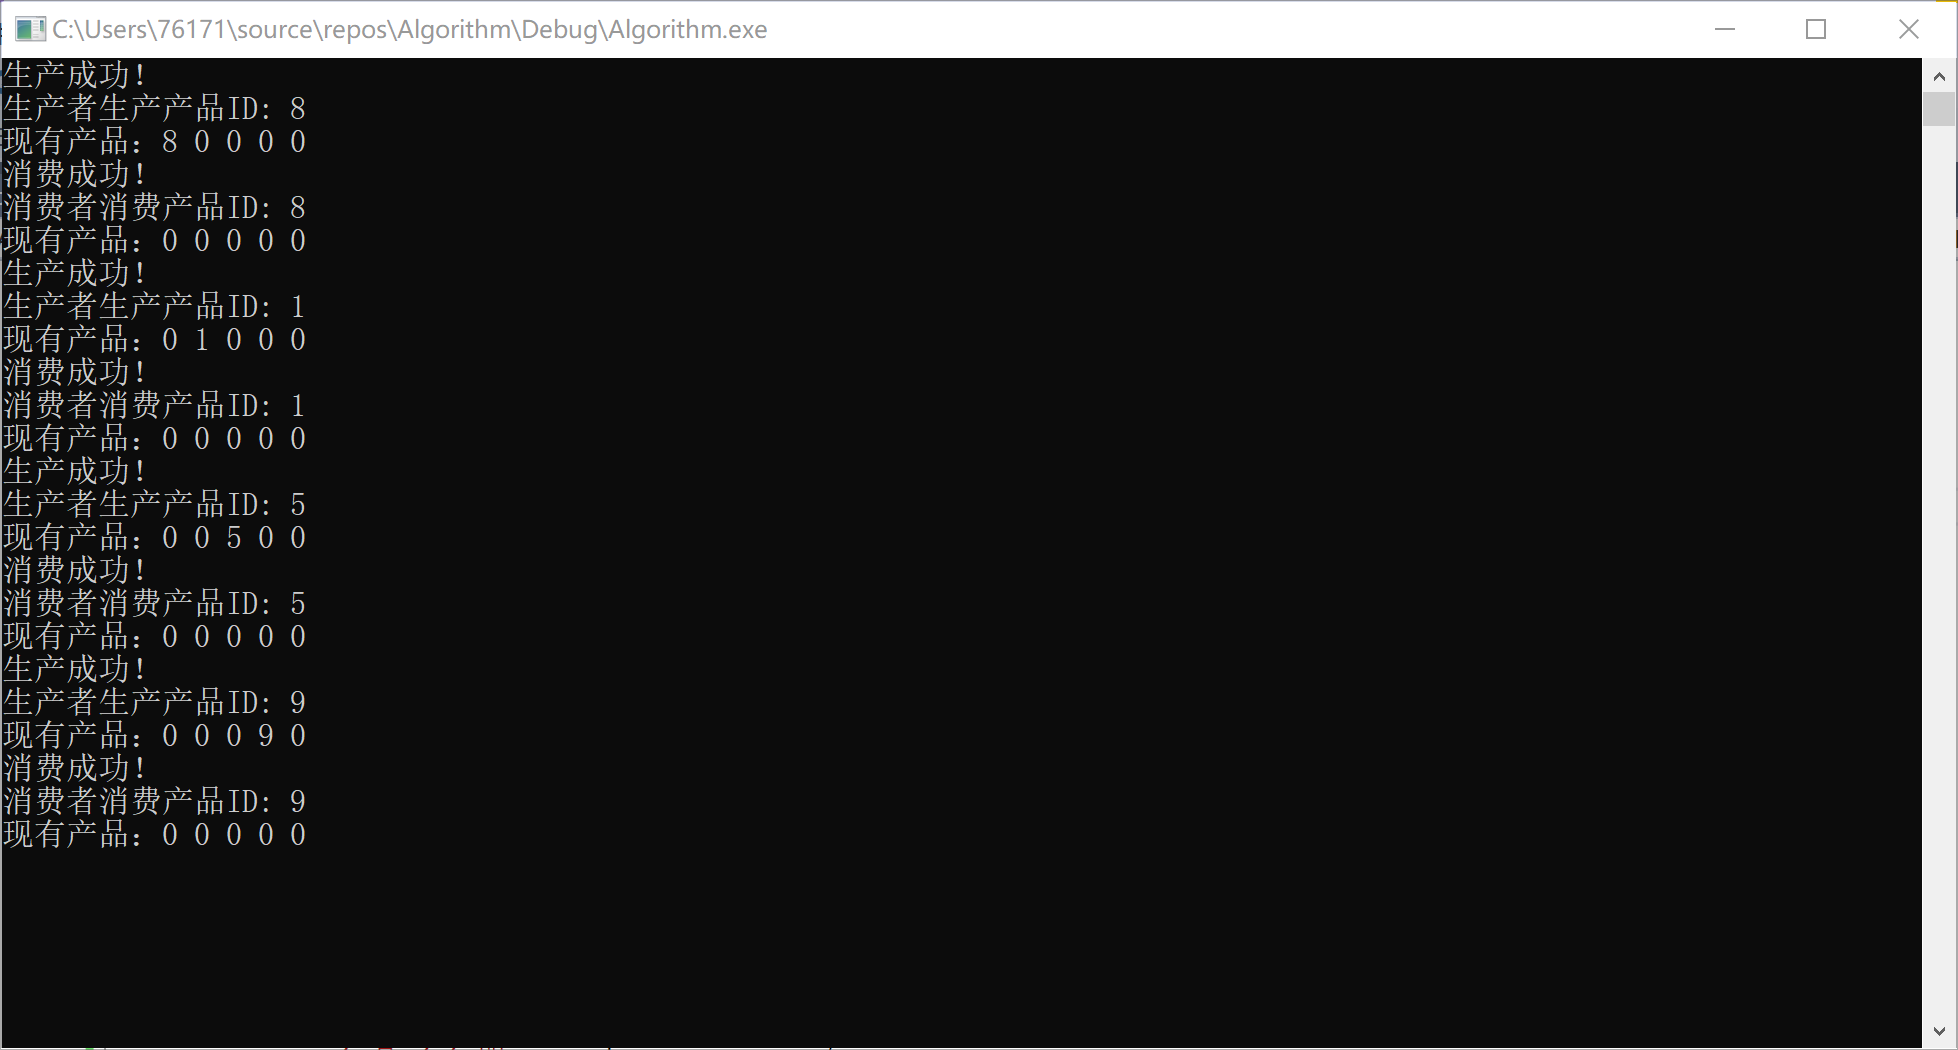 C:\Users\76171\source\repos\Algorithm\Debug\Algorithm.exe
生产成功！
生产者生产产品ID: 8
现有产品：8 0 0 0 0
消费成功！
消费者消费产品ID: 8
现有产品：0 0 0 0 0
生产成功！
生产者生产产品ID: 1
现有产品：0 1 0 0 0
消费成功！
消费者消费产品ID: 1
现有产品：0 0 0 0 0
生产成功！
生产者生产产品ID: 5
现有产品：0 0 5 0 0
消费成功！
消费者消费产品ID: 5
现有产品：0 0 0 0 0
生产成功！
生产者生产产品ID: 9
现有产品：0 0 0 9 0
消费成功！
消费者消费产品ID: 9
现有产品：0 0 0 0 0